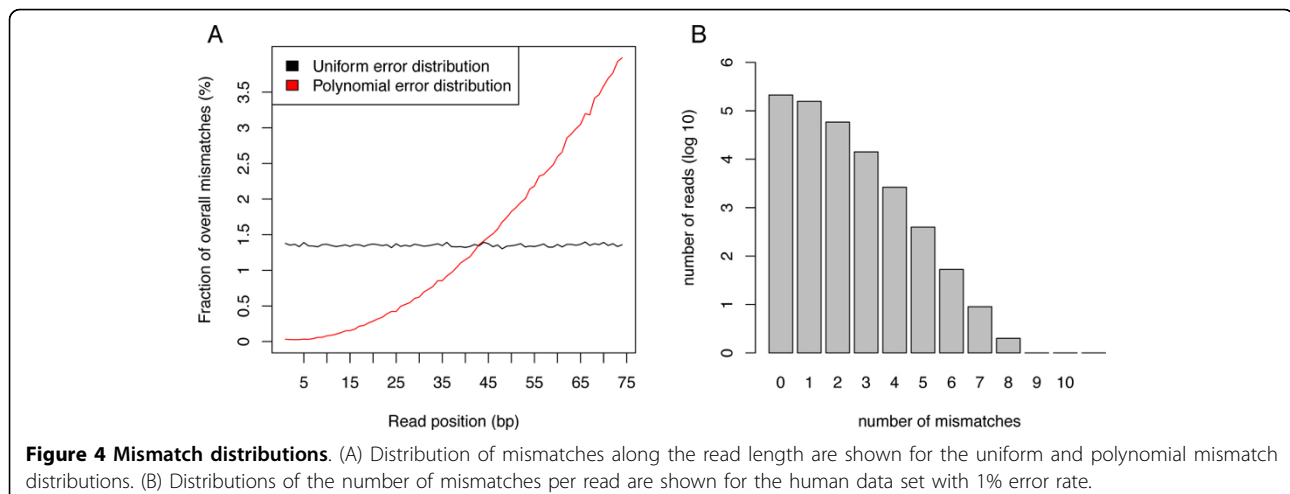 A
Uniform error distribution
Polynomial error distribution
Fraction of overall mismatches (%)
3.5
3
2.5
2
1.5
1
0.5
0
5 15 25 35 45 55 65 75
Read position (bp)
B
number of reads (log 10)
6
5
4
3
2
1
0
0 1 2 3 4 5 6 7 8 9 10
number of mismatches
Figure 4 Mismatch distributions. (A) Distribution of mismatches along the read length are shown for the uniform and polynomial mismatch
distributions. (B) Distributions of the number of mismatches per read are shown for the human data set with 1% error rate.